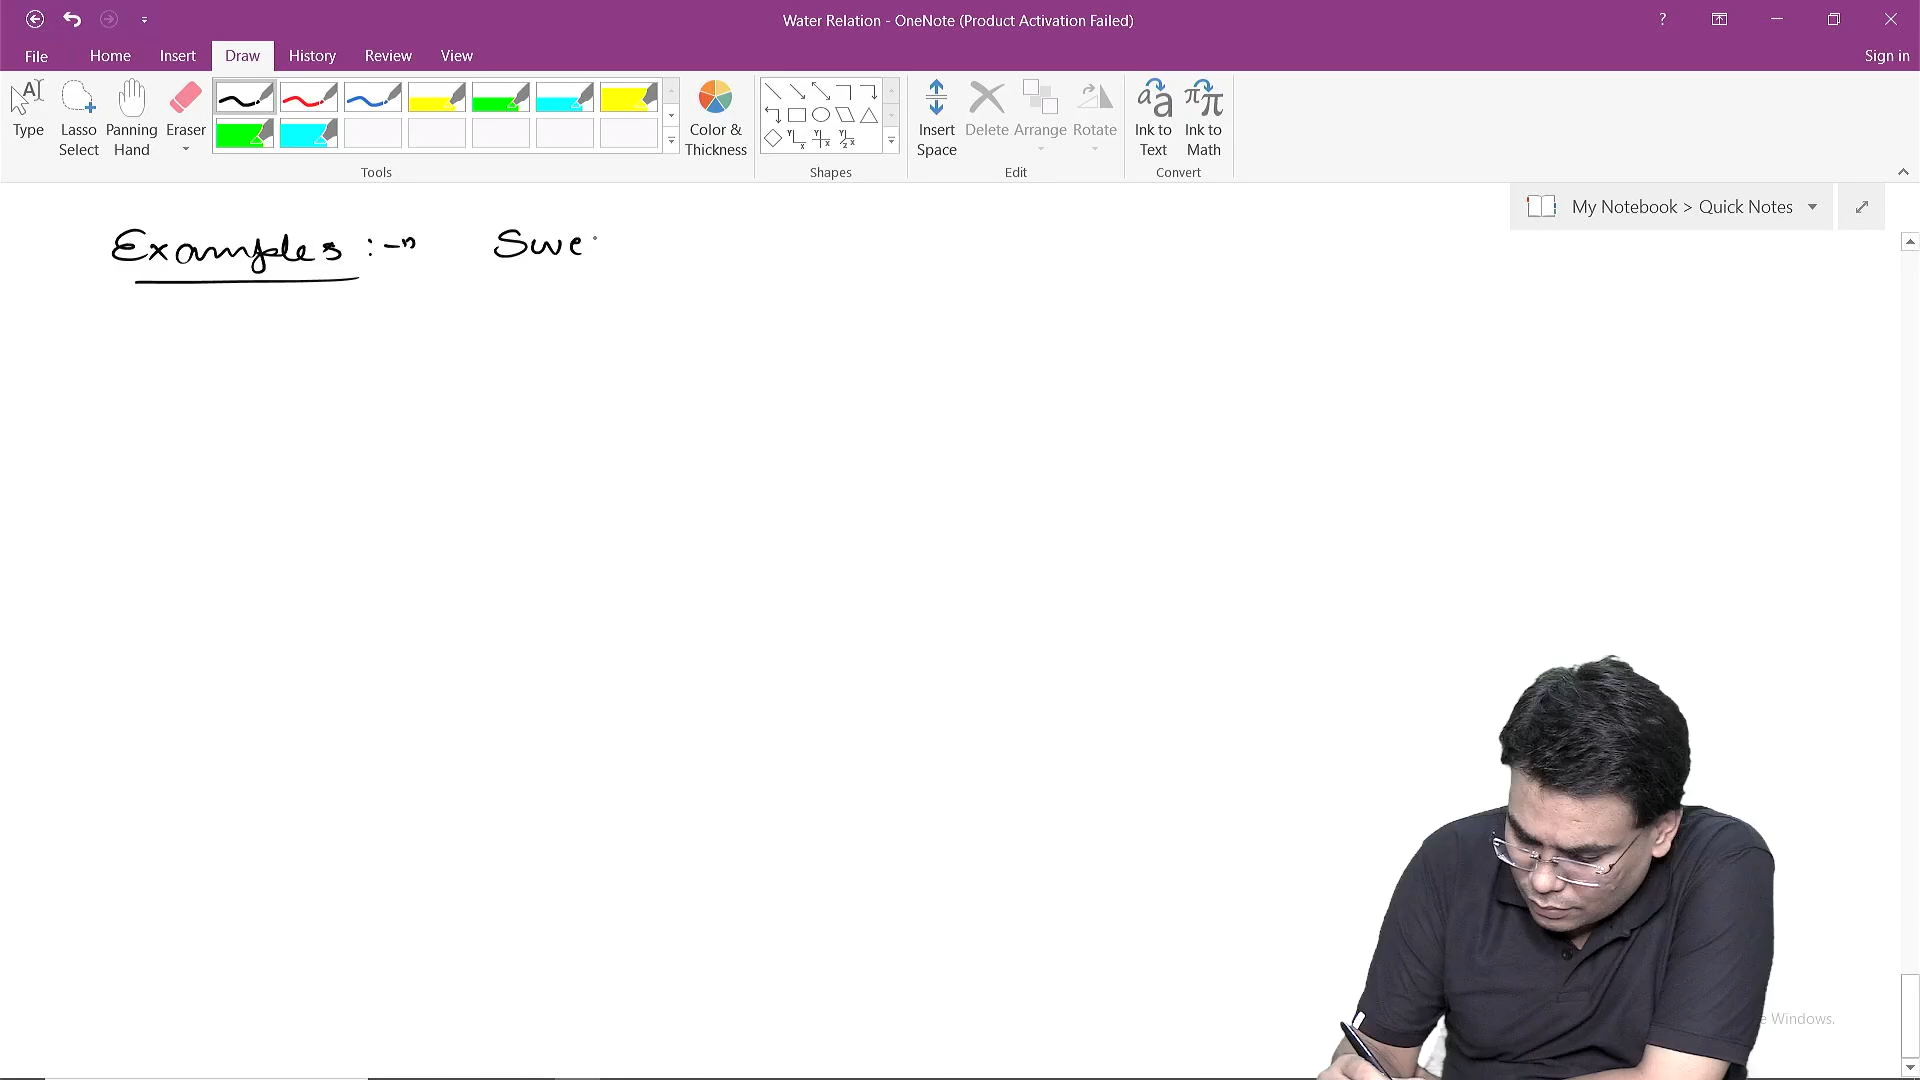 Water Relation - OneNote (Product Activation Failed)
?
File Home Insert Draw History Review View Sign in
Type Lasso Select Panning Hand Eraser Color & Thickness Insert Space Delete Arrange Rotate Ink to Text Ink to Math
Tools Shapes Edit Convert
My Notebook > Quick Notes
Examples :- Swe
e Windows.